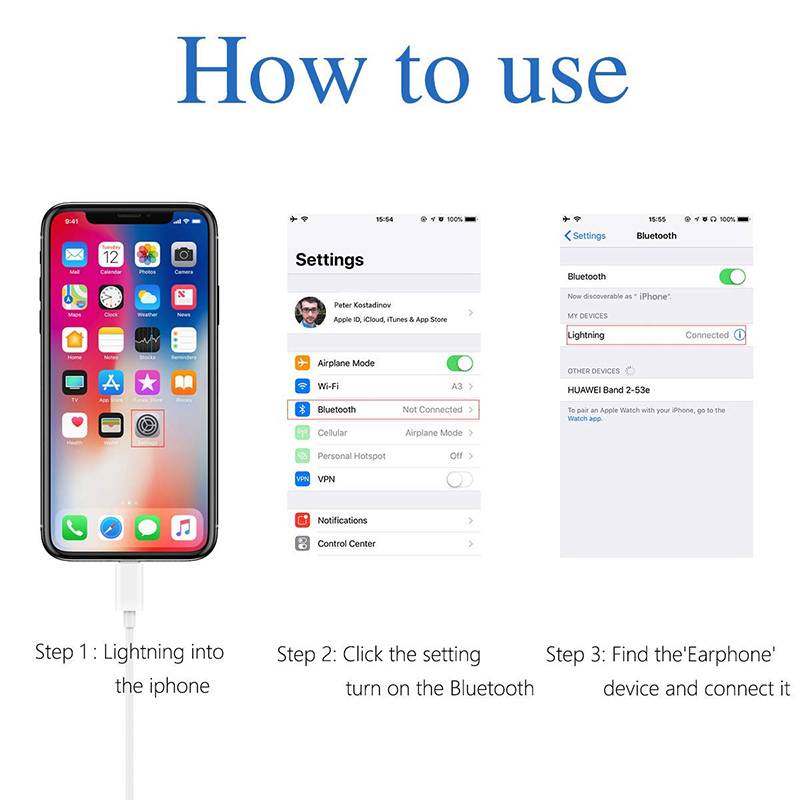 How to use
9:41
Tuesday
12
Mail
Calendar
Photos
Camera
Maps
Clock
Weather
News
Home
Notes
Stocks
Reminders
TV
App Store
iTunes Store
iBooks
Health
Wallet
Settings
15:54
100%
Settings
Peter Kostadinov
Apple ID, iCloud, iTunes & App Store
Airplane Mode
Wi-Fi A3
Bluetooth Not Connected
Cellular Airplane Mode
Personal Hotspot Off
VPN VPN
Notifications
Control Center
15:55
100%
Settings Bluetooth
Bluetooth
Now discoverable as " iPhone".
MY DEVICES
Lightning Connected
OTHER DEVICES
HUAWEI Band 2-53e
To pair an Apple Watch with your iPhone, go to the
Watch app.
Step 1 : Lightning into
the iphone
Step 2: Click the setting
turn on the Bluetooth
Step 3: Find the'Earphone'
device and connect it